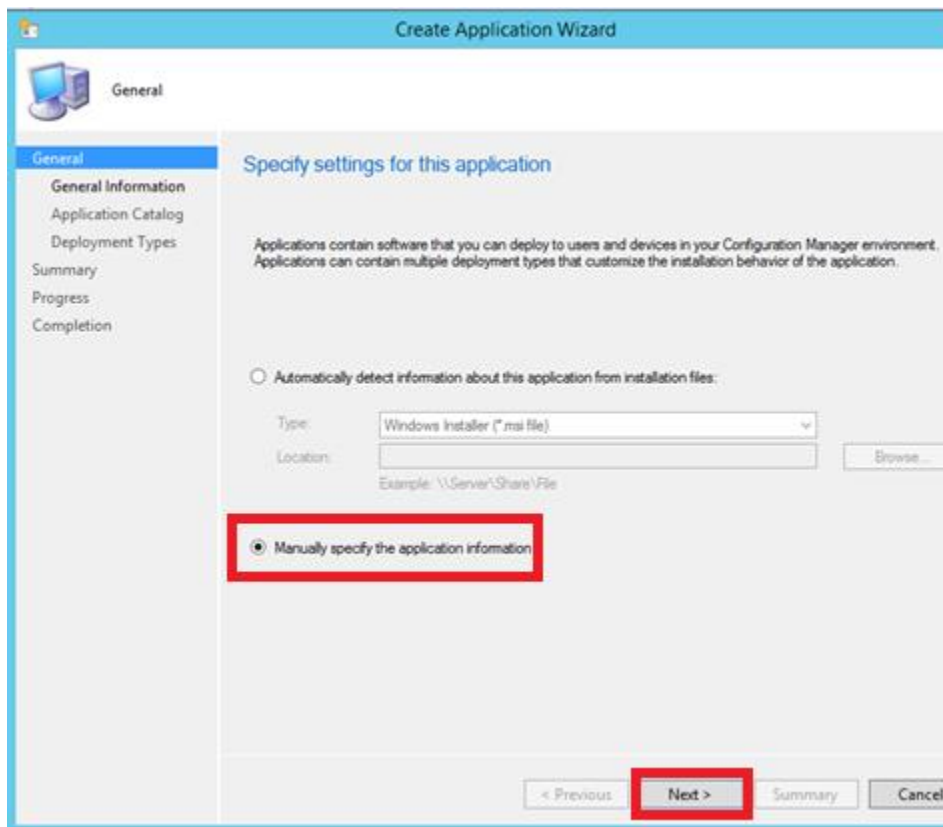 Create Application Wizard
General
General
General Information
Application Catalog
Deployment Types
Summary
Progress
Completion
Specify settings for this application
Applications contain software that you can deploy to users and devices in your Configuration Manager environment.
Applications can contain multiple deployment types that customize the installation behavior of the application.
Automatically detect information about this application from installation files:
Type: Windows Installer (*.msi file)
Location: Browse...
Example: \\Server\Share\File
Manually specify the application information
< Previous Next > Summary Cancel